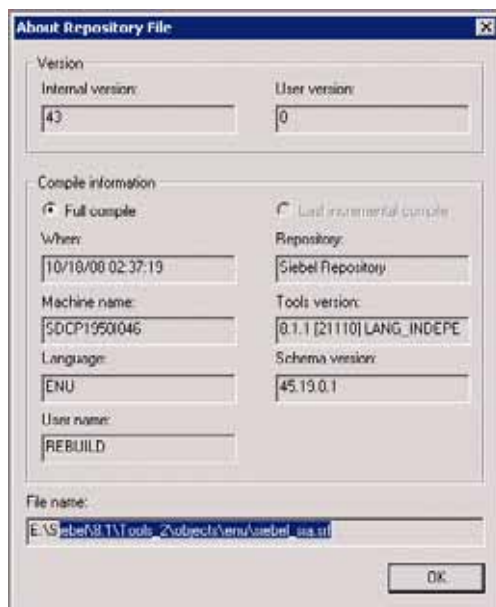 About Repository File
Version
Internal version:
43
User version:
0
Compile information
Full compile
Last incremental compile
When:
10/18/08 02:37:19
Repository:
Siebel Repository
Machine name:
SDCP1950I046
Tools version:
8.1.1 [21110] LANG_INDEPE
Language:
ENU
Schema version:
45.19.0.1
User name:
REBUILD
File name:
E:\Siebel\8.1\Tools_2\objects\enu\siebel_sia.srf
OK